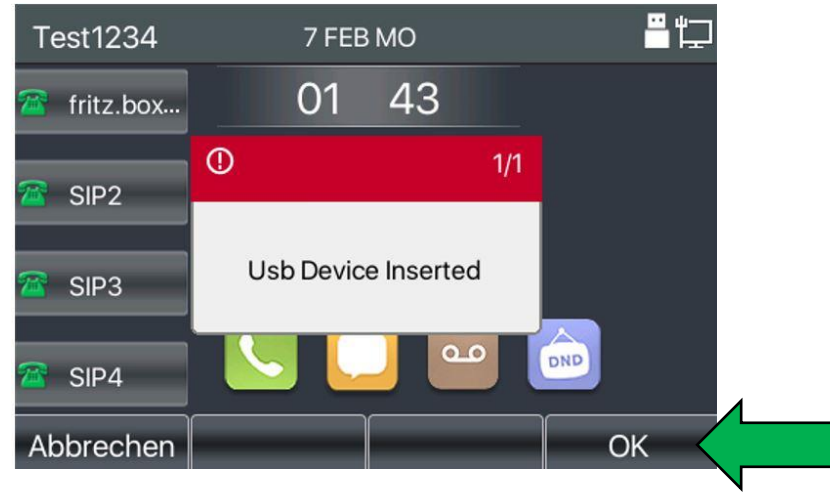 Test1234 7 FEB MO
fritz.box... 01 43
1/1
SIP2
Usb Device Inserted
SIP3
SIP4 DND
Abbrechen OK